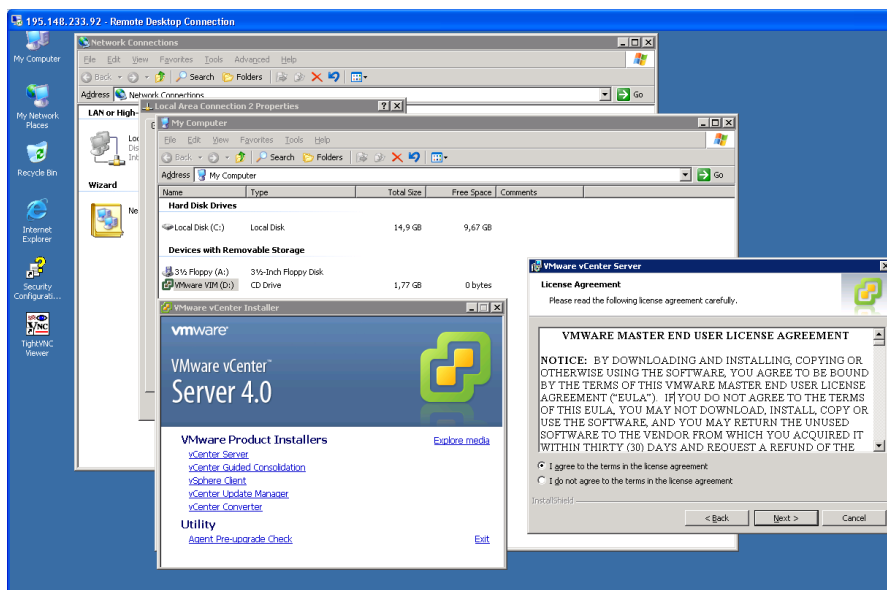 195.148.233.92 - Remote Desktop Connection
My Computer
My Network Places
Recycle Bin
Internet Explorer
Security Configurati...
TightVNC Viewer
Network Connections
File Edit View Favorites Tools Advanced Help
Back Search Folders
Address Network Connections Go
LAN or High-
Loc
Dis
Int
Wizard
Ne
Local Area Connection 2 Properties
My Computer
File Edit View Favorites Tools Help
Back Search Folders
Address My Computer Go
Name Type Total Size Free Space Comments
Hard Disk Drives
Local Disk (C:) Local Disk 14,9 GB 9,67 GB
Devices with Removable Storage
3½ Floppy (A:) 3½-Inch Floppy Disk
VMware VIM (D:) CD Drive 1,77 GB 0 bytes
VMware vCenter Installer
vmware
VMware vCenter™
Server 4.0
VMware Product Installers Explore media
vCenter Server
vCenter Guided Consolidation
vSphere Client
vCenter Update Manager
vCenter Converter
Utility
Agent Pre-upgrade Check Exit
VMware vCenter Server
License Agreement
Please read the following license agreement carefully.
VMWARE MASTER END USER LICENSE AGREEMENT
NOTICE: BY DOWNLOADING AND INSTALLING, COPYING OR
OTHERWISE USING THE SOFTWARE, YOU AGREE TO BE BOUND
BY THE TERMS OF THIS VMWARE MASTER END USER LICENSE
AGREEMENT ("EULA"). IF YOU DO NOT AGREE TO THE TERMS
OF THIS EULA, YOU MAY NOT DOWNLOAD, INSTALL, COPY OR
USE THE SOFTWARE, AND YOU MAY RETURN THE UNUSED
SOFTWARE TO THE VENDOR FROM WHICH YOU ACQUIRED IT
WITHIN THIRTY (30) DAYS AND REQUEST A REFUND OF THE
I agree to the terms in the license agreement
I do not agree to the terms in the license agreement
InstallShield
< Back Next > Cancel